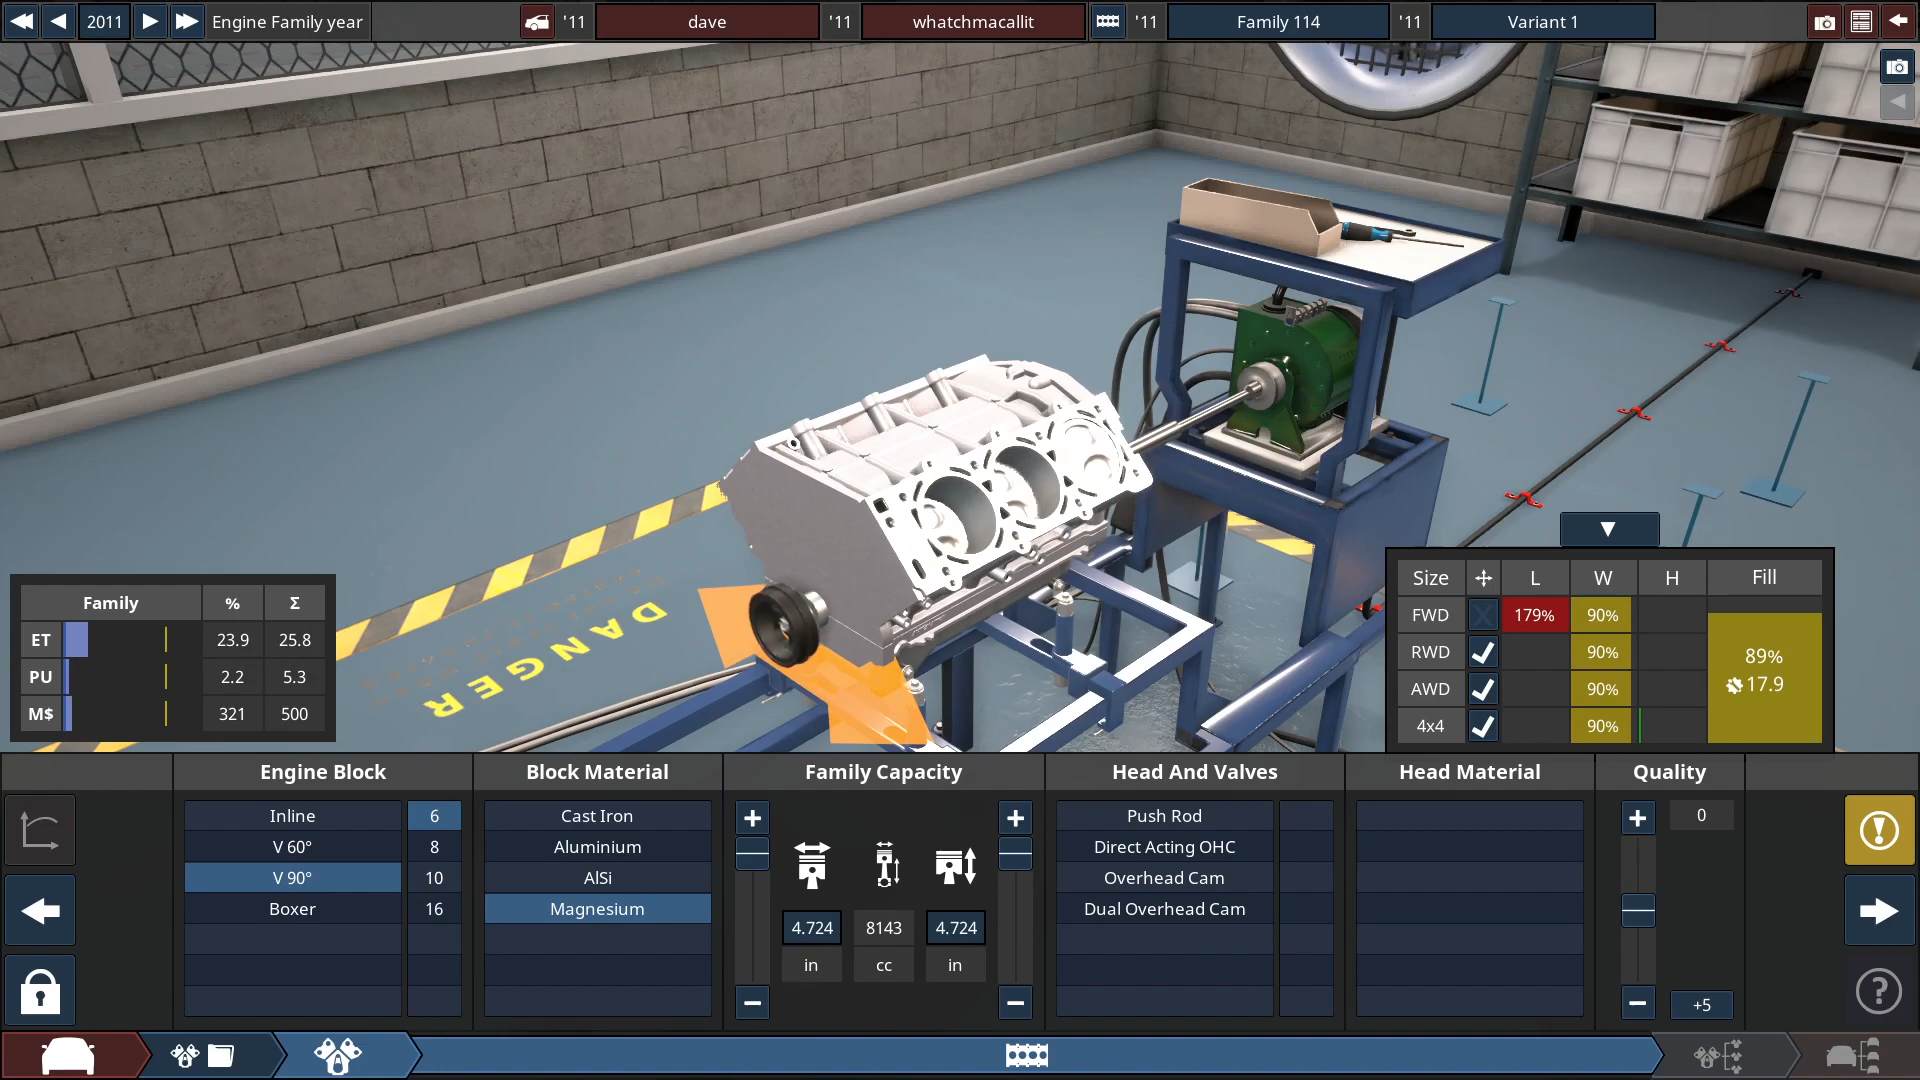 2011 Engine Family year '11 dave '11 whatchmacallit '11 Family 114 '11 Variant 1
DANGER
Family % Σ
ET 23.9 25.8
PU 2.2 5.3
M$ 321 500
Size L W H Fill
FWD 179% 90%
RWD 90%
AWD 90%
4x4 90%
89%
17.9
Engine Block
Inline 6
V 60° 8
V 90° 10
Boxer 16
Block Material
Cast Iron
Aluminium
AlSi
Magnesium
Family Capacity
4.724 8143 4.724
in cc in
Head And Valves
Push Rod
Direct Acting OHC
Overhead Cam
Dual Overhead Cam
Head Material
Quality
0
+5